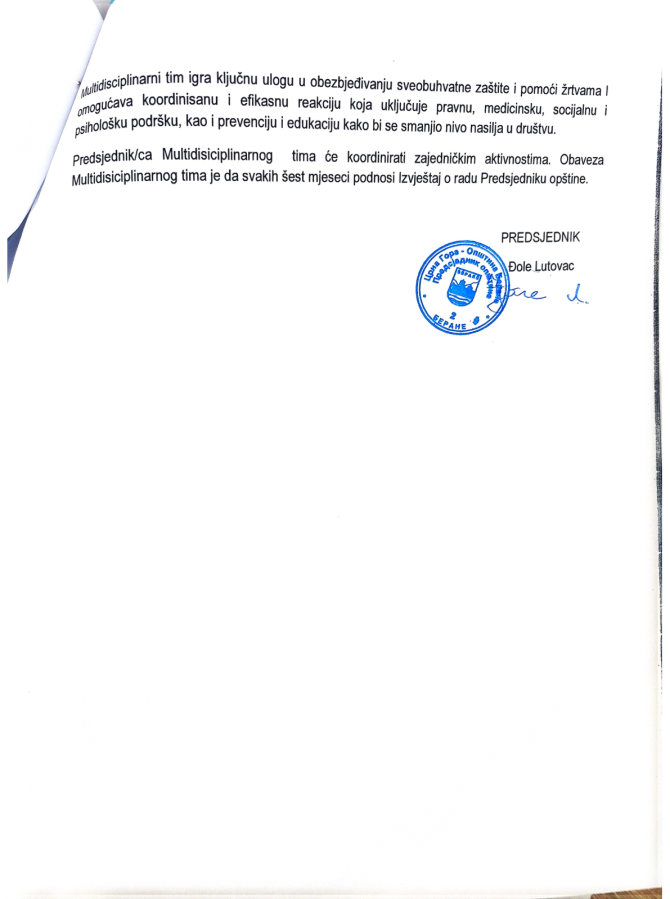 Multidisciplinarni tim igra ključnu ulogu u obezbjeđivanju sveobuhvatne zaštite i pomoći žrtvama I
omogućava koordinisanu i efikasnu reakciju koja uključuje pravnu, medicinsku, socijalnu i
psihološku podršku, kao i prevenciju i edukaciju kako bi se smanjio nivo nasilja u društvu.
Predsjednik/ca Multidisiciplinarnog tima će koordinirati zajedničkim aktivnostima. Obaveza
Multidisiciplinarnog tima je da svakih šest mjeseci podnosi Izvještaj o radu Predsjedniku opštine.
PREDSJEDNIK
Đole Lutovac
Црна Гора - Општина Беране
Предсједник општине
БЕРАНЕ
2
БЕРАНЕ